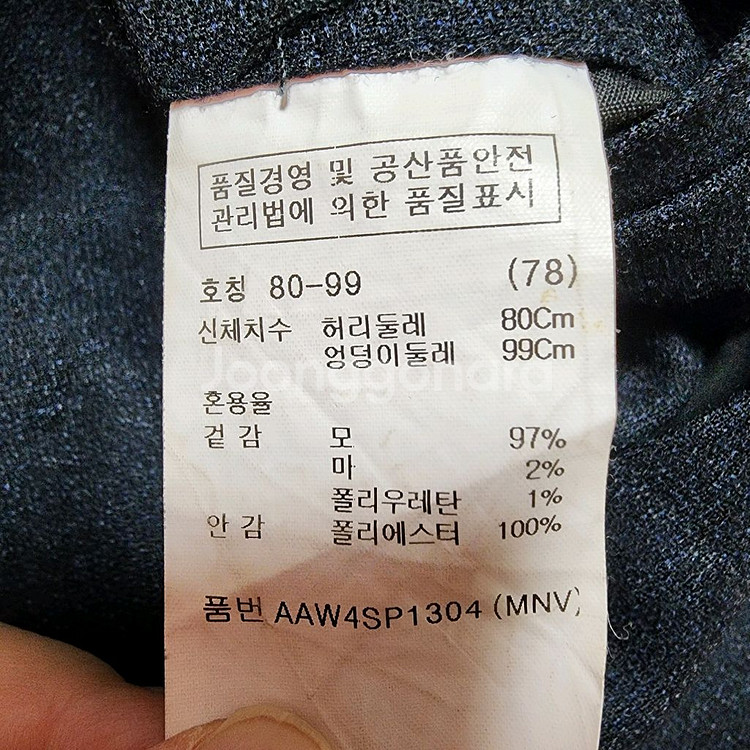 품질경영 및 공산품안전
관리법에 의한 품질표시
호칭 80-99 (78)
신체치수 허리둘레 80Cm
엉덩이둘레 99Cm
Joonggonara
혼용율
겉 감 모 97%
마 2%
폴리우레탄 1%
안 감 폴리에스터 100%
품번 AAW4SP1304 (MNV)